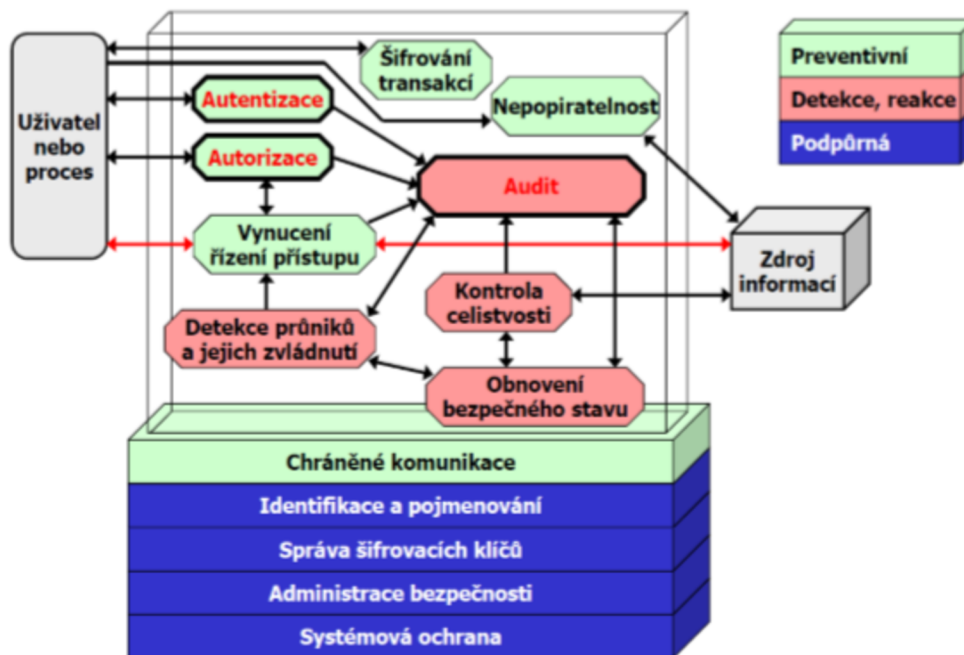 Uživatel
nebo
proces
Šifrování
transakcí
Autentizace
Nepopiratelnost
Autorizace
Audit
Vynucení
řízení přístupu
Kontrola
celistvosti
Detekce průniků
a jejich zvládnutí
Obnovení
bezpečného stavu
Zdroj
informací
Preventivní
Detekce, reakce
Podpůrná
Chráněné komunikace
Identifikace a pojmenování
Správa šifrovacích klíčů
Administrace bezpečnosti
Systémová ochrana